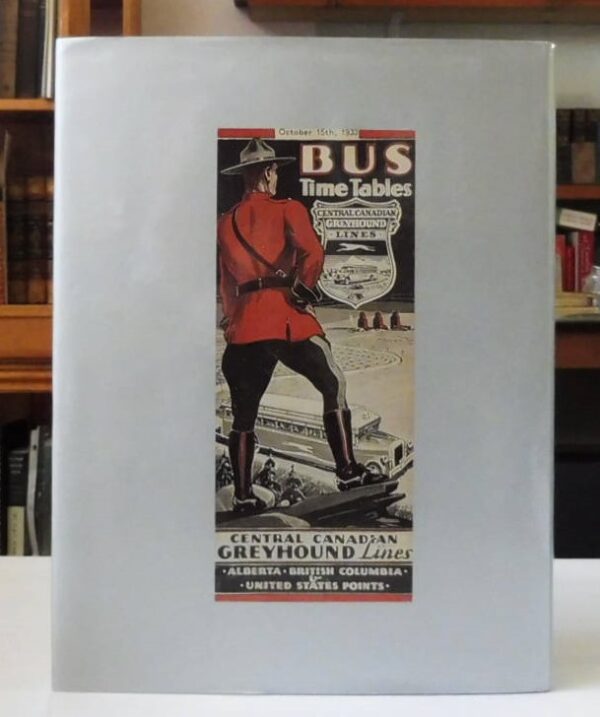 October 15th, 1933
BUS
Time Tables
CENTRAL CANADIAN
GREYHOUND
LINES
CENTRAL CANADIAN
GREYHOUND Lines
· ALBERTA · BRITISH COLUMBIA ·
&
· UNITED STATES POINTS ·